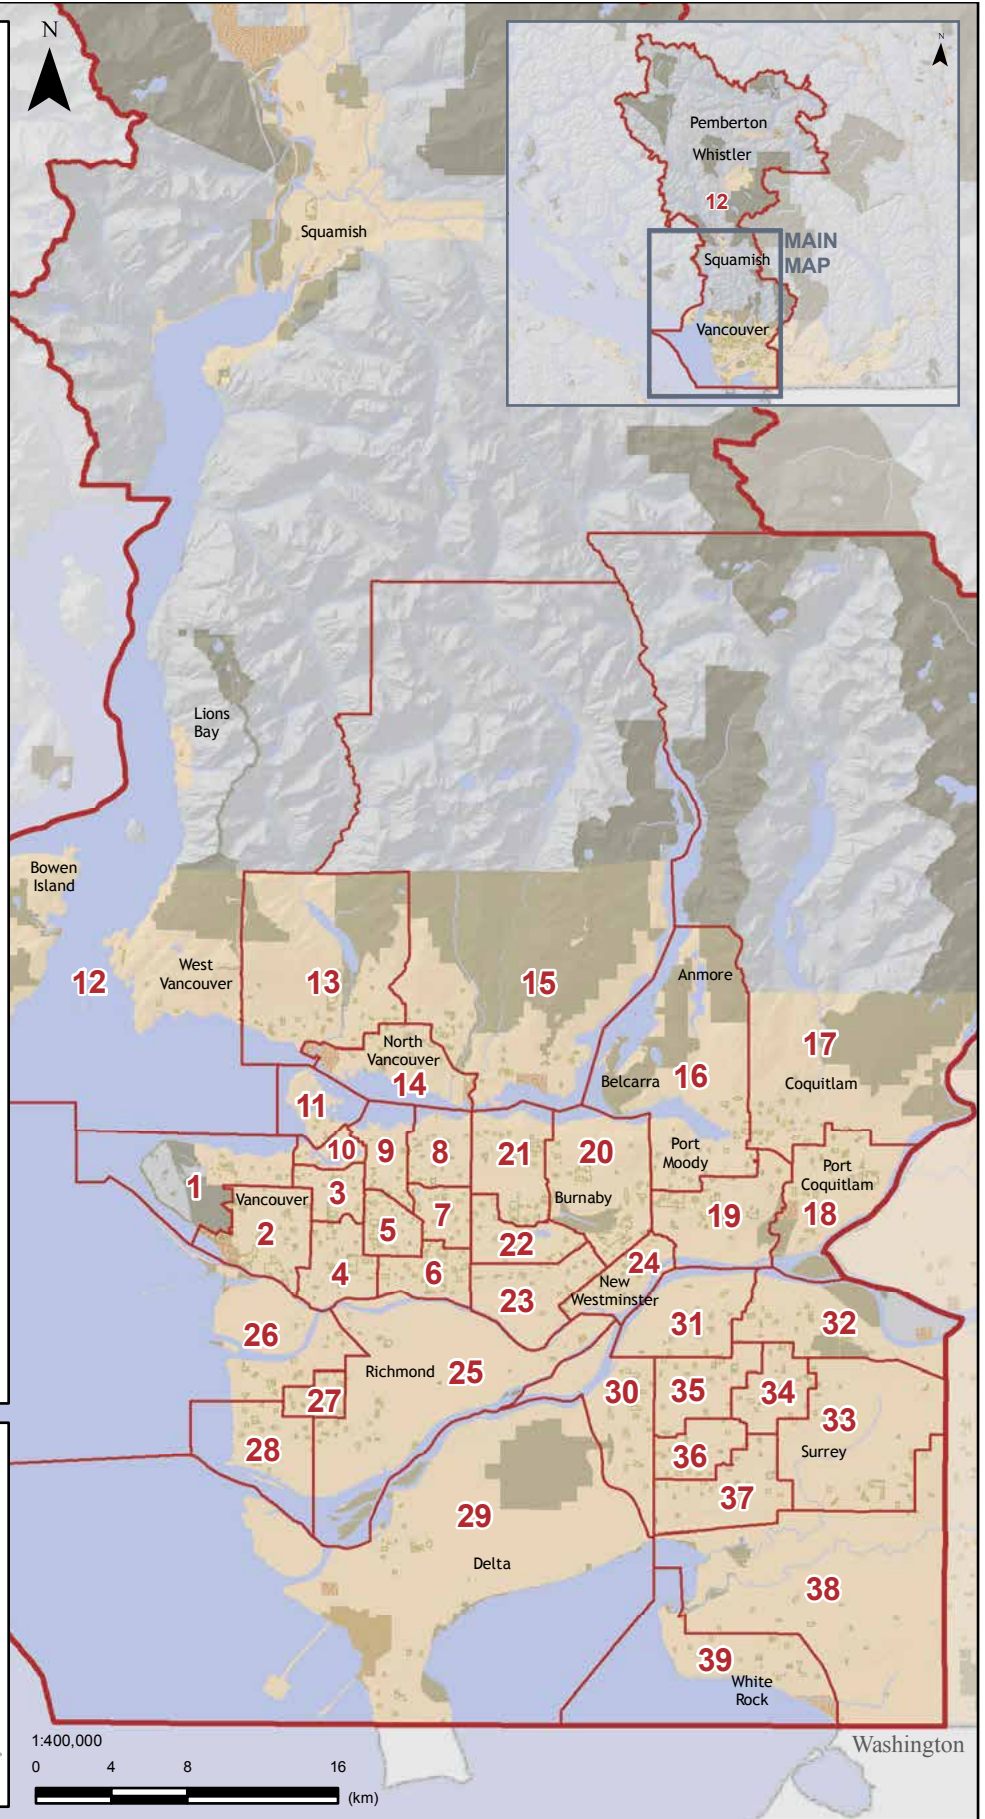 N
N
Pemberton
Whistler
12
MAIN
MAP
Squamish
Vancouver
Squamish
Lions
Bay
Bowen
Island
12
West
Vancouver
13
15
Anmore
North
Vancouver
14
Belcarra
16
17
Coquitlam
11
10
9
8
21
20
Port
Moody
Port
Coquitlam
1
Vancouver
2
3
5
7
Burnaby
19
18
4
6
22
24
23
New
Westminster
26
31
32
Richmond
25
27
30
35
34
33
28
36
Surrey
37
29
Delta
38
39
White
Rock
1:400,000
0
4
8
16
(km)
Washington